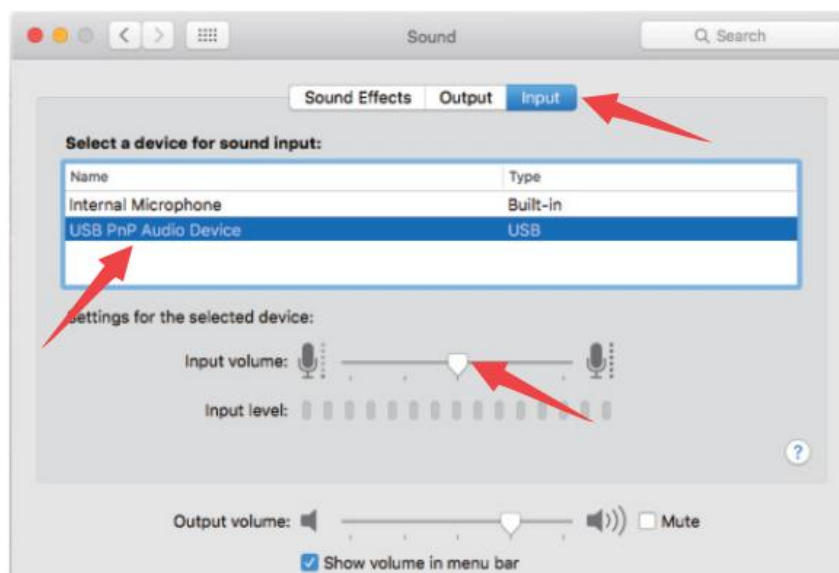 Sound
Search
Sound Effects Output Input
Select a device for sound input:
Name Type
Internal Microphone Built-in
USB PnP Audio Device USB
Settings for the selected device:
Input volume:
Input level:
?
Output volume: Mute
Show volume in menu bar